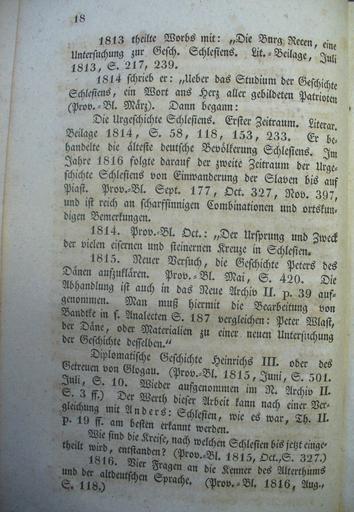 18
1813 theilte Worbs mit: „Die Burg Recen, eine
Untersuchung zur Gesch. Schlesiens. Lit.=Beilage, Juli
1813, S. 217, 239.
1814 schrieb er: „Ueber das Studium der Geschichte
Schlesiens, ein Wort ans Herz aller gebildeten Patrioten
(Prov.=Bl. März). Dann begann:
Die Urgeschichte Schlesiens. Erster Zeitraum. Literar.
Beilage 1814, S. 58, 118, 153, 233. Er be-
handelte die älteste deutsche Bevölkerung Schlesiens. Im
Jahre 1816 folgte darauf der zweite Zeitraum der Urge-
schichte Schlesiens von Einwanderung der Slaven bis auf
Piast. Prov.=Bl. Sept. 177, Oct. 327, Nov. 397,
und ist reich an scharfsinnigen Combinationen und ortskun-
digen Bemerkungen.
1814. Prov.=Bl. Oct.: „Der Ursprung und Zweck
der vielen eisernen und steinernen Kreuze in Schlesien.
1815. Neuer Versuch, die Geschichte Peters des
Dänen aufzuklären. Prov.=Bl. Mai, S. 420. Die
Abhandlung ist auch in das Neue Archiv II. p. 39 auf-
genommen. Man muß hiermit die Bearbeitung von
Bandtke in s. Analecten S. 187 vergleichen: Peter Wlast,
der Däne, oder Materialien zu einer neuen Untersuchung
der Geschichte desselben.“
Diplomatische Geschichte Heinrichs III. oder des
Getreuen von Glogau. (Prov.=Bl. 1815, Juni, S. 501.
Juli, S. 10. Wieder aufgenommen im N. Archiv II.
S. 3 ff.) Der Werth dieser Arbeit kann nach einer Ver-
gleichung mit Anders: Schlesien, wie es war, Th. II.
p. 19 ff. am besten erkannt werden.
Wie sind die Kreise, nach welchen Schlesien bis jetzt einge-
theilt wird, entstanden? (Prov.=Bl. 1815, Oct., S. 327.)
1816. Vier Fragen an die Kenner des Alterthums
und der altdeutschen Sprache. (Prov.=Bl. 1816, Aug.,
S. 118.)